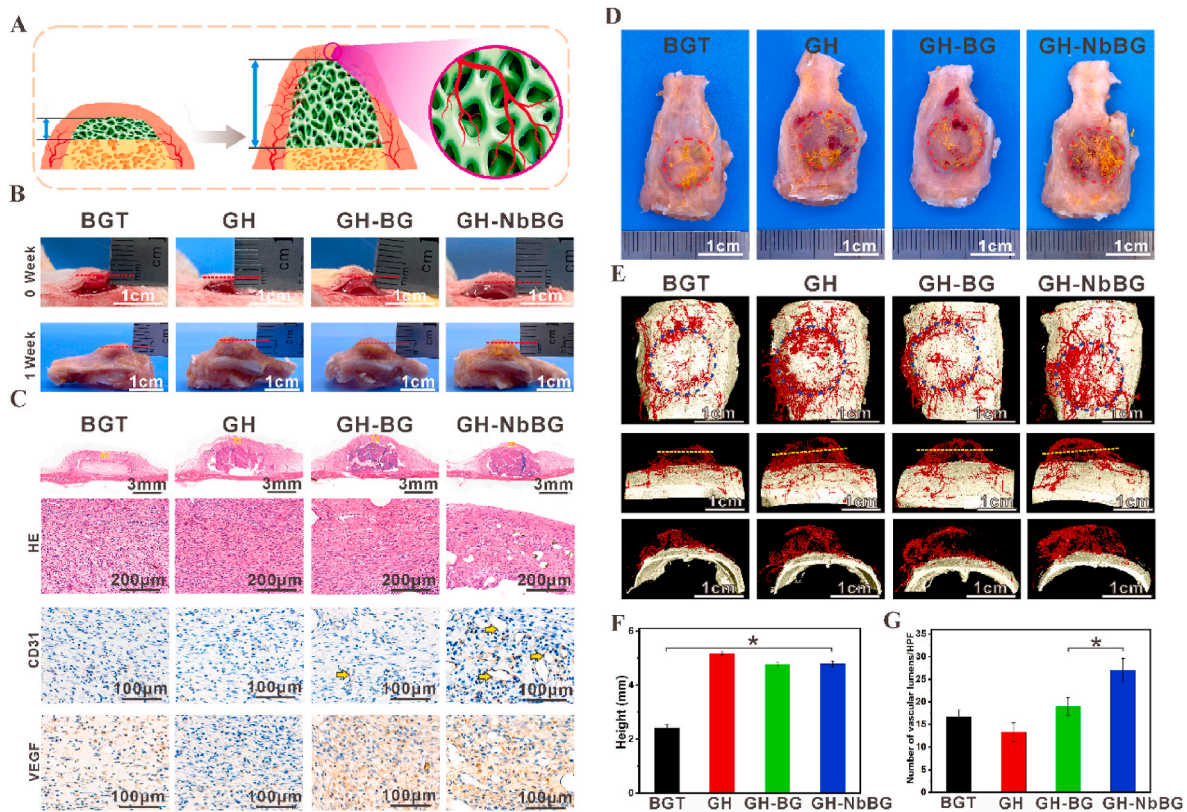 A
B
BGT GH GH-BG GH-NbBG
0 Week
1cm 1cm 1cm 1cm
1 Week
1cm 1cm 1cm 1cm
C
BGT GH GH-BG GH-NbBG
3mm 3mm 3mm 3mm
HE
200μm 200μm 200μm 200μm
CD31
100μm 100μm 100μm 100μm
VEGF
100μm 100μm 100μm 100μm
D
BGT GH GH-BG GH-NbBG
1cm 1cm 1cm 1cm
E
BGT GH GH-BG GH-NbBG
1cm 1cm 1cm 1cm
1cm 1cm 1cm 1cm
1cm 1cm 1cm 1cm
F
Height (mm)
6
4
2
0
*
BGT GH GH-BG GH-NbBG
G
Number of vascular lumens/HPF
35
30
25
20
15
10
5
0
*
BGT GH GH-BG GH-NbBG